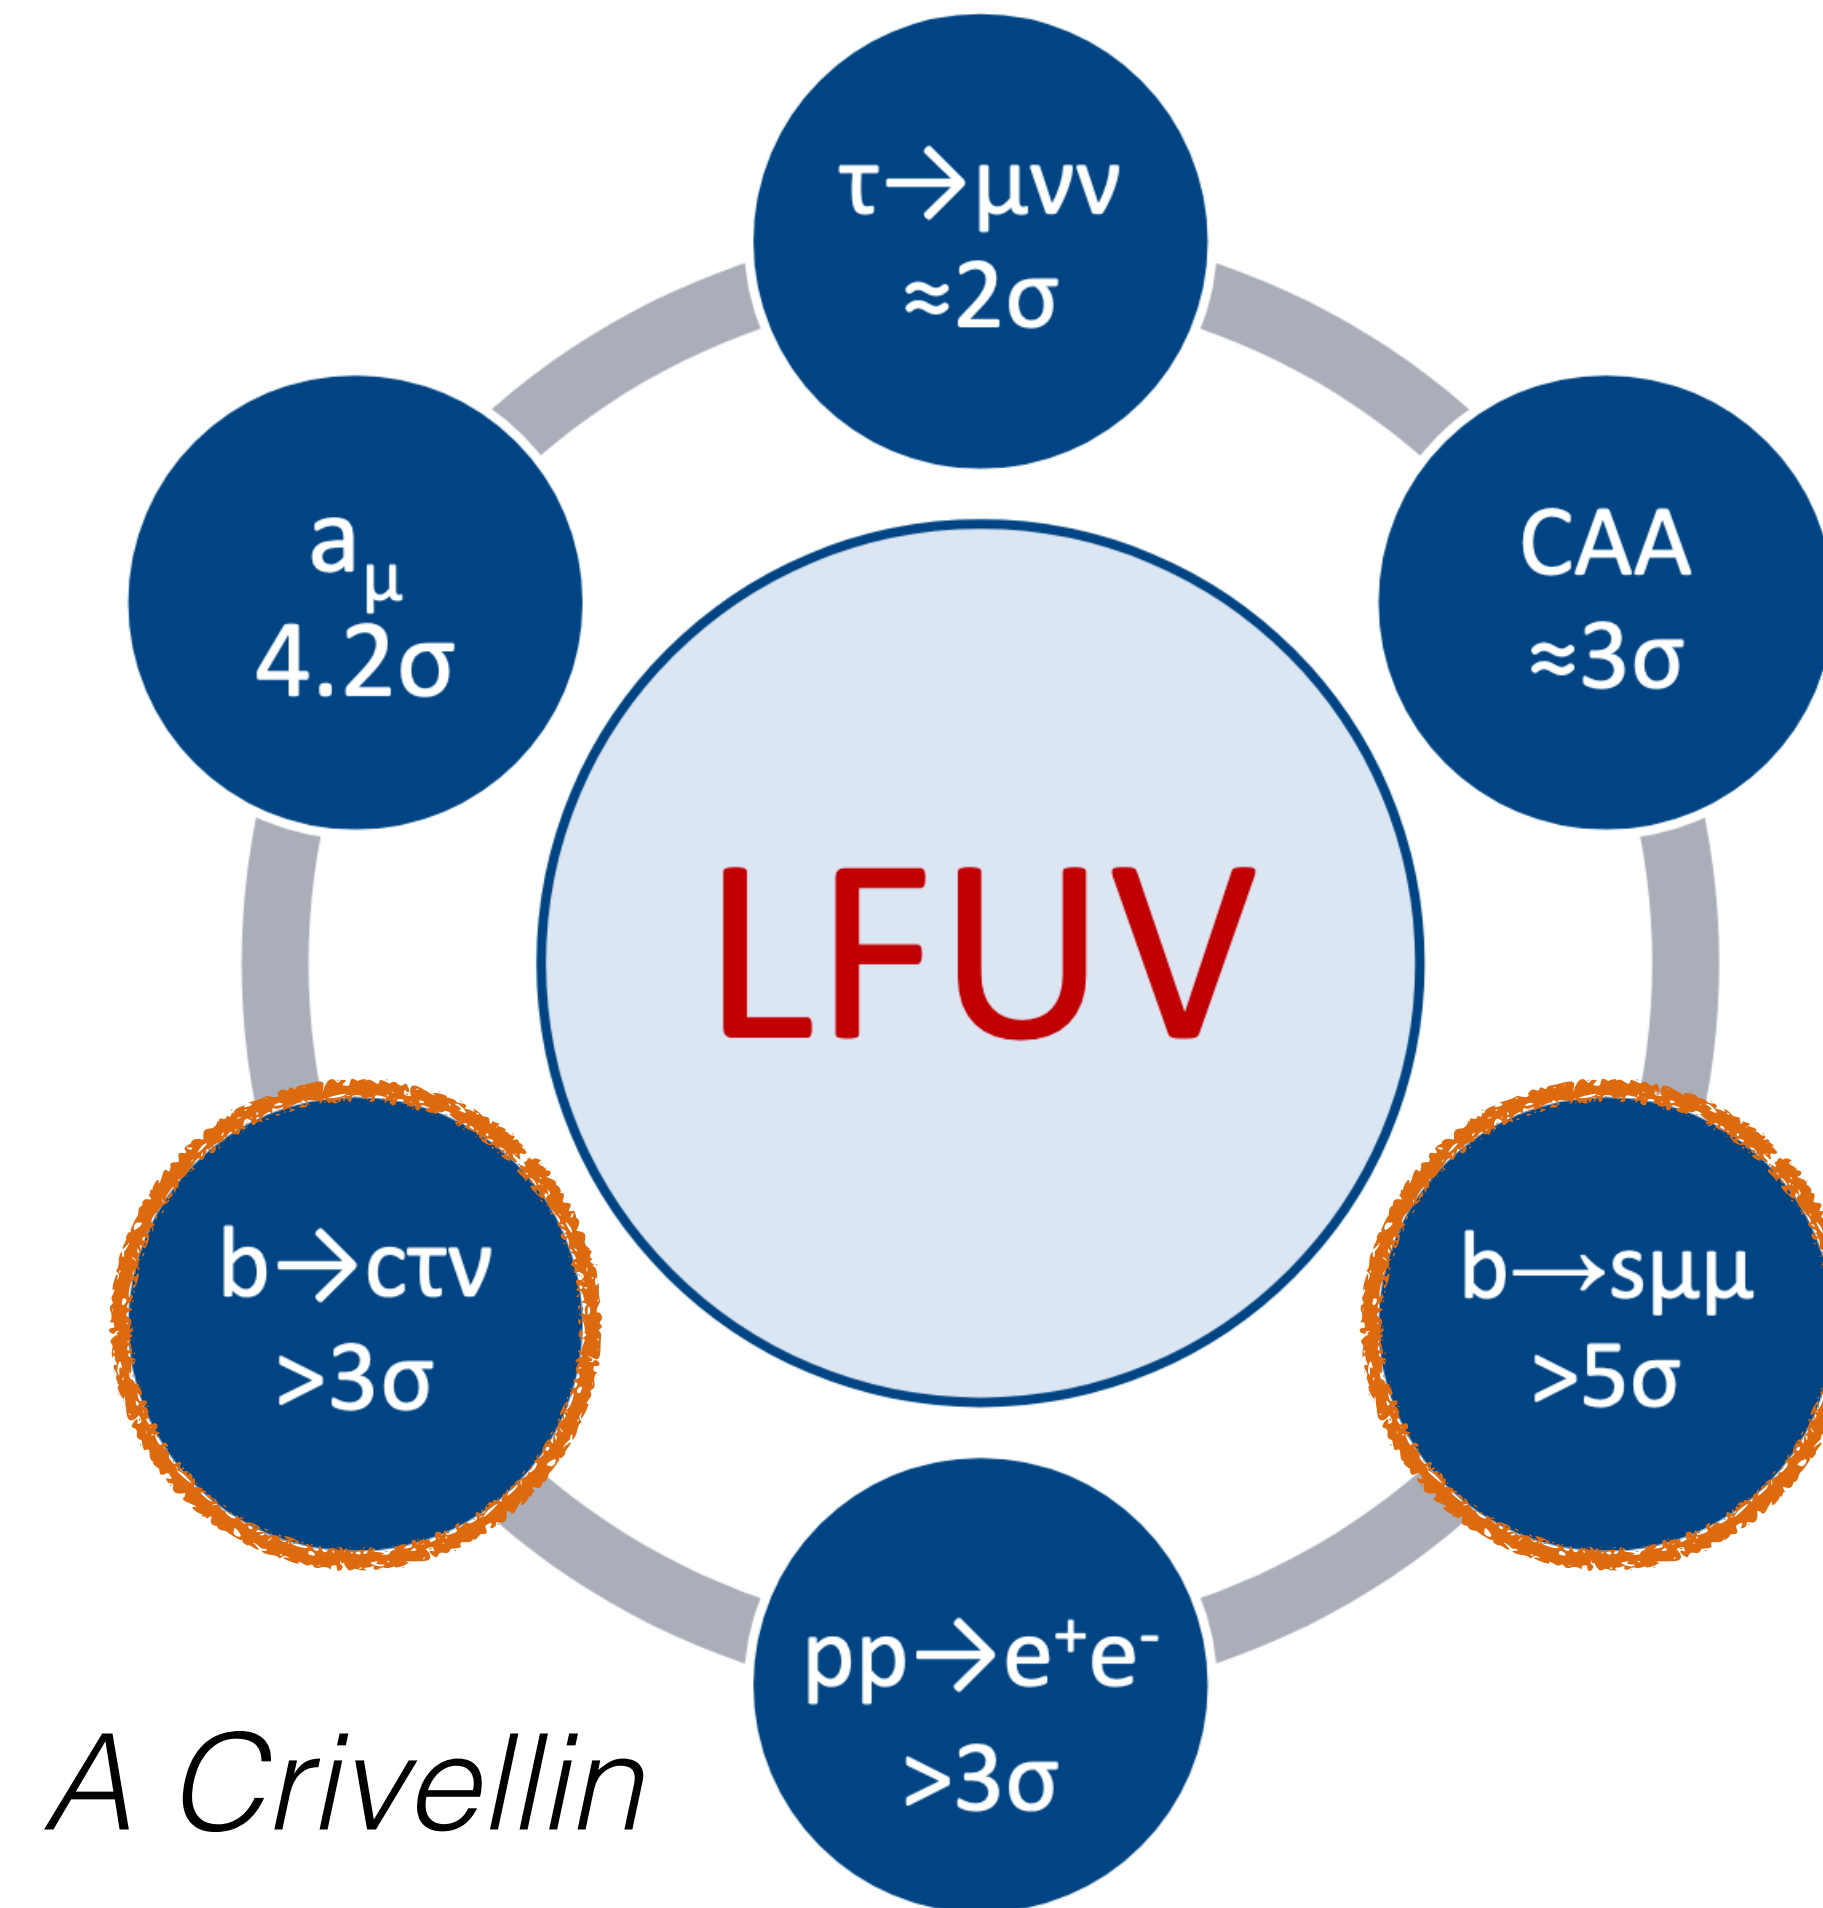 τ→μνν
≈2σ
aμ
4.2σ
CAA
≈3σ
LFUV
b→cτν
>3σ
b→sμμ
>5σ
pp→e⁺e⁻
>3σ
A Crivellin